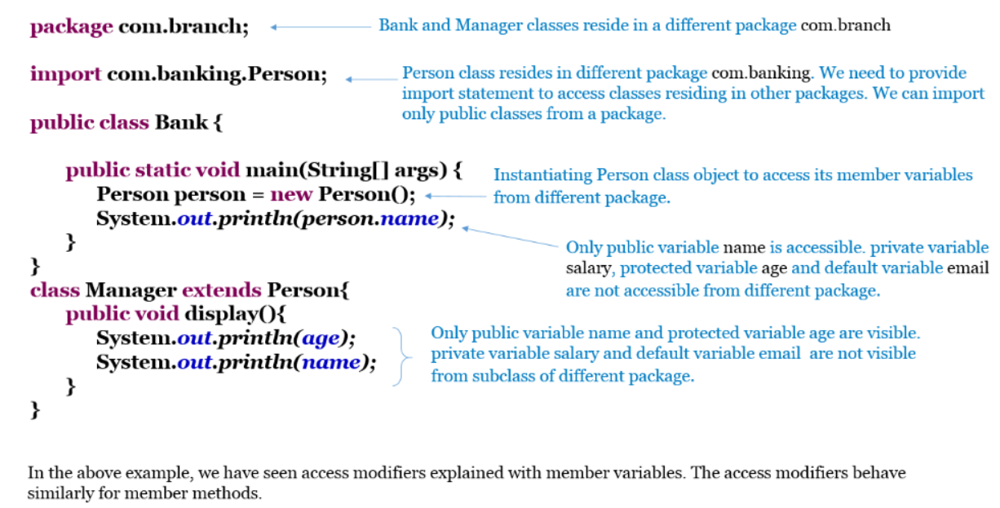 package com.branch;
Bank and Manager classes reside in a different package com.branch
import com.banking.Person;
Person class resides in different package com.banking. We need to provide
import statement to access classes residing in other packages. We can import
only public classes from a package.
public class Bank {
public static void main(String[] args) {
Person person = new Person();
Instantiating Person class object to access its member variables
from different package.
System.out.println(person.name);
}
Only public variable name is accessible. private variable
salary, protected variable age and default variable email
are not accessible from different package.
}
class Manager extends Person{
public void display(){
System.out.println(age);
System.out.println(name);
Only public variable name and protected variable age are visible.
private variable salary and default variable email are not visible
from subclass of different package.
}
}
In the above example, we have seen access modifiers explained with member variables. The access modifiers behave
similarly for member methods.